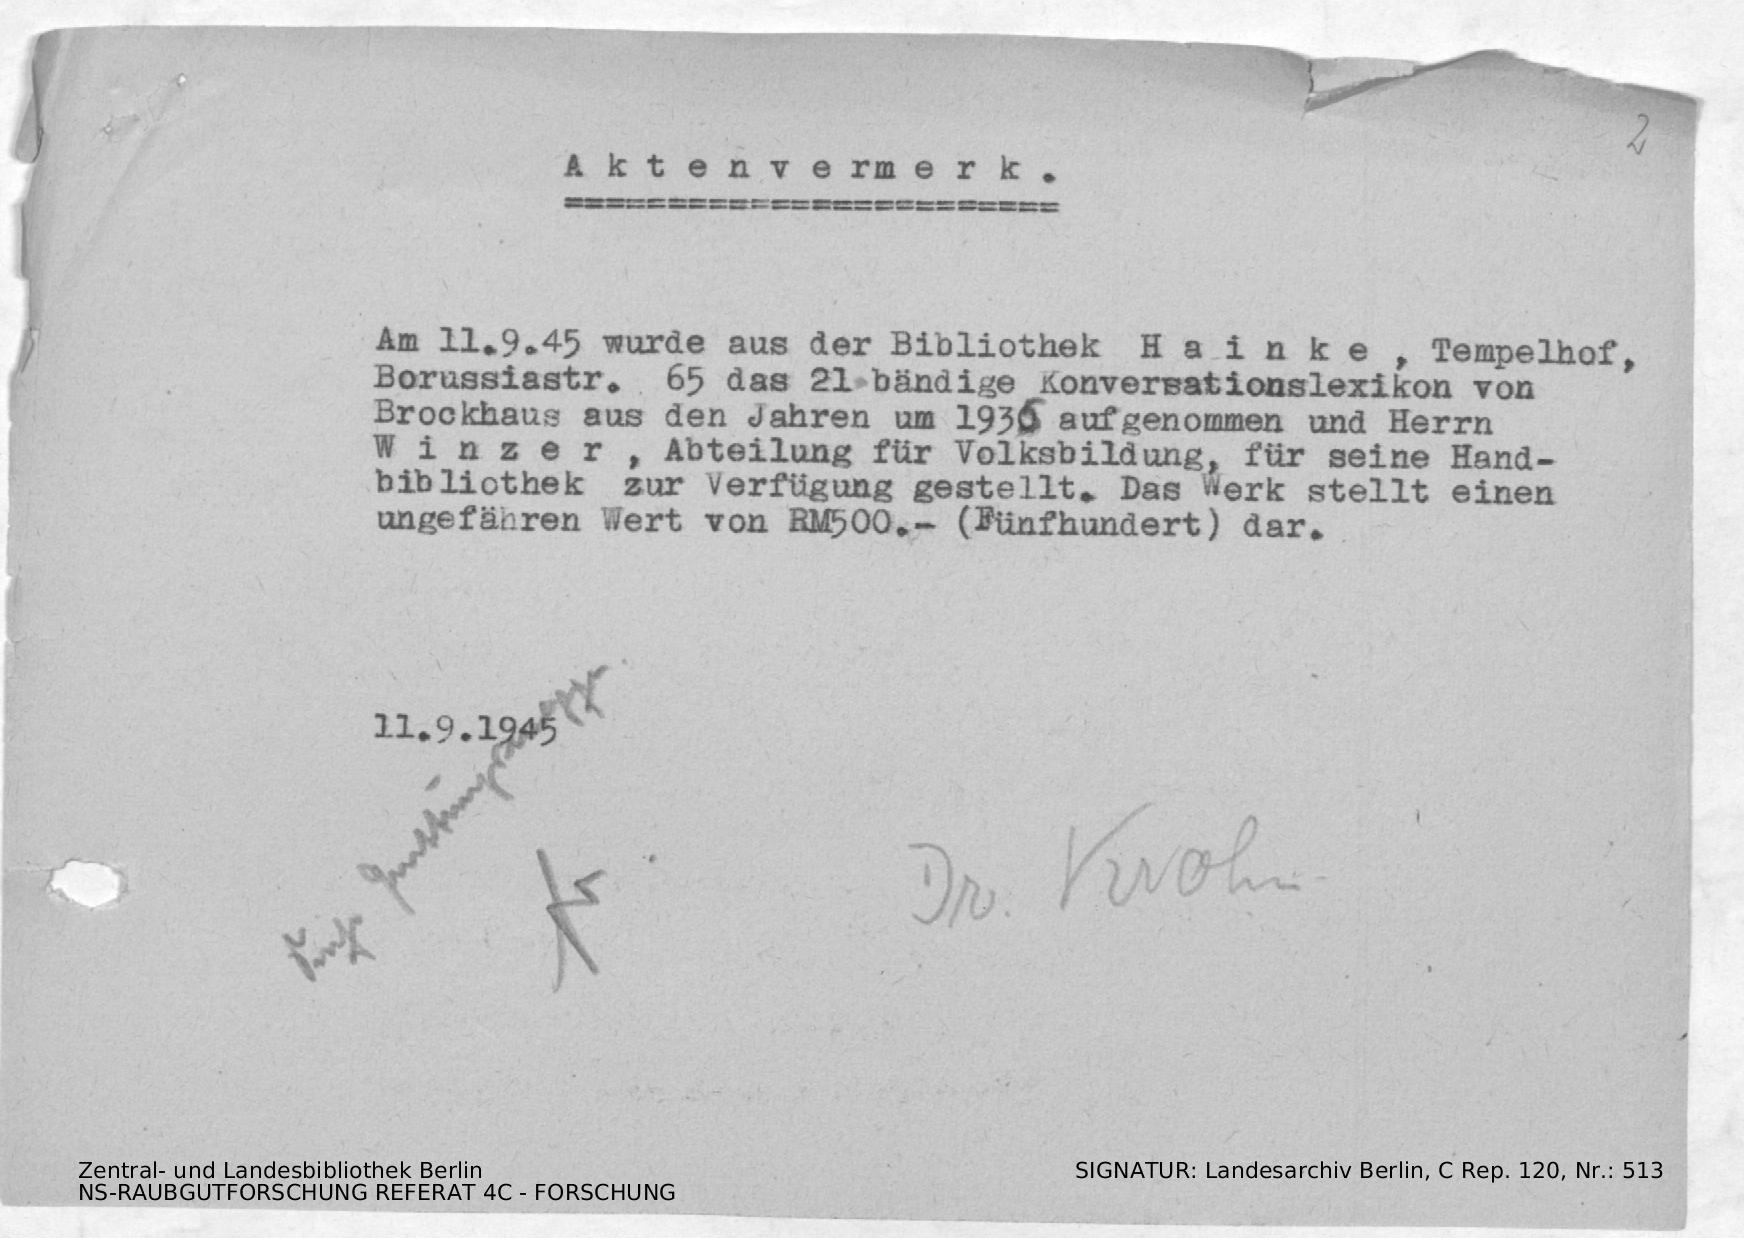 2
A k t e n v e r m e r k .
========================
Am 11.9.45 wurde aus der Bibliothek H a i n k e , Tempelhof,
Borussiastr. 65 das 21 bändige Konversationslexikon von
Brockhaus aus den Jahren um 1936 aufgenommen und Herrn
W i n z e r , Abteilung für Volksbildung, für seine Hand-
bibliothek zur Verfügung gestellt. Das Werk stellt einen
ungefähren Wert von RM500.- (Fünfhundert) dar.
11.9.1945
Dr. Krohn
Zentral- und Landesbibliothek Berlin
NS-RAUBGUTFORSCHUNG REFERAT 4C - FORSCHUNG
SIGNATUR: Landesarchiv Berlin, C Rep. 120, Nr.: 513